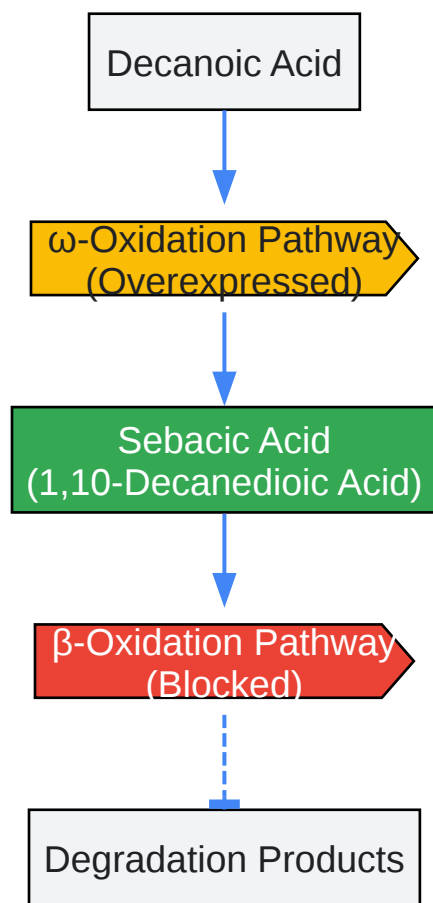 Decanoic Acid
ω-Oxidation Pathway
(Overexpressed)
Sebacic Acid
(1,10-Decanedioic Acid)
β-Oxidation Pathway
(Blocked)
Degradation Products